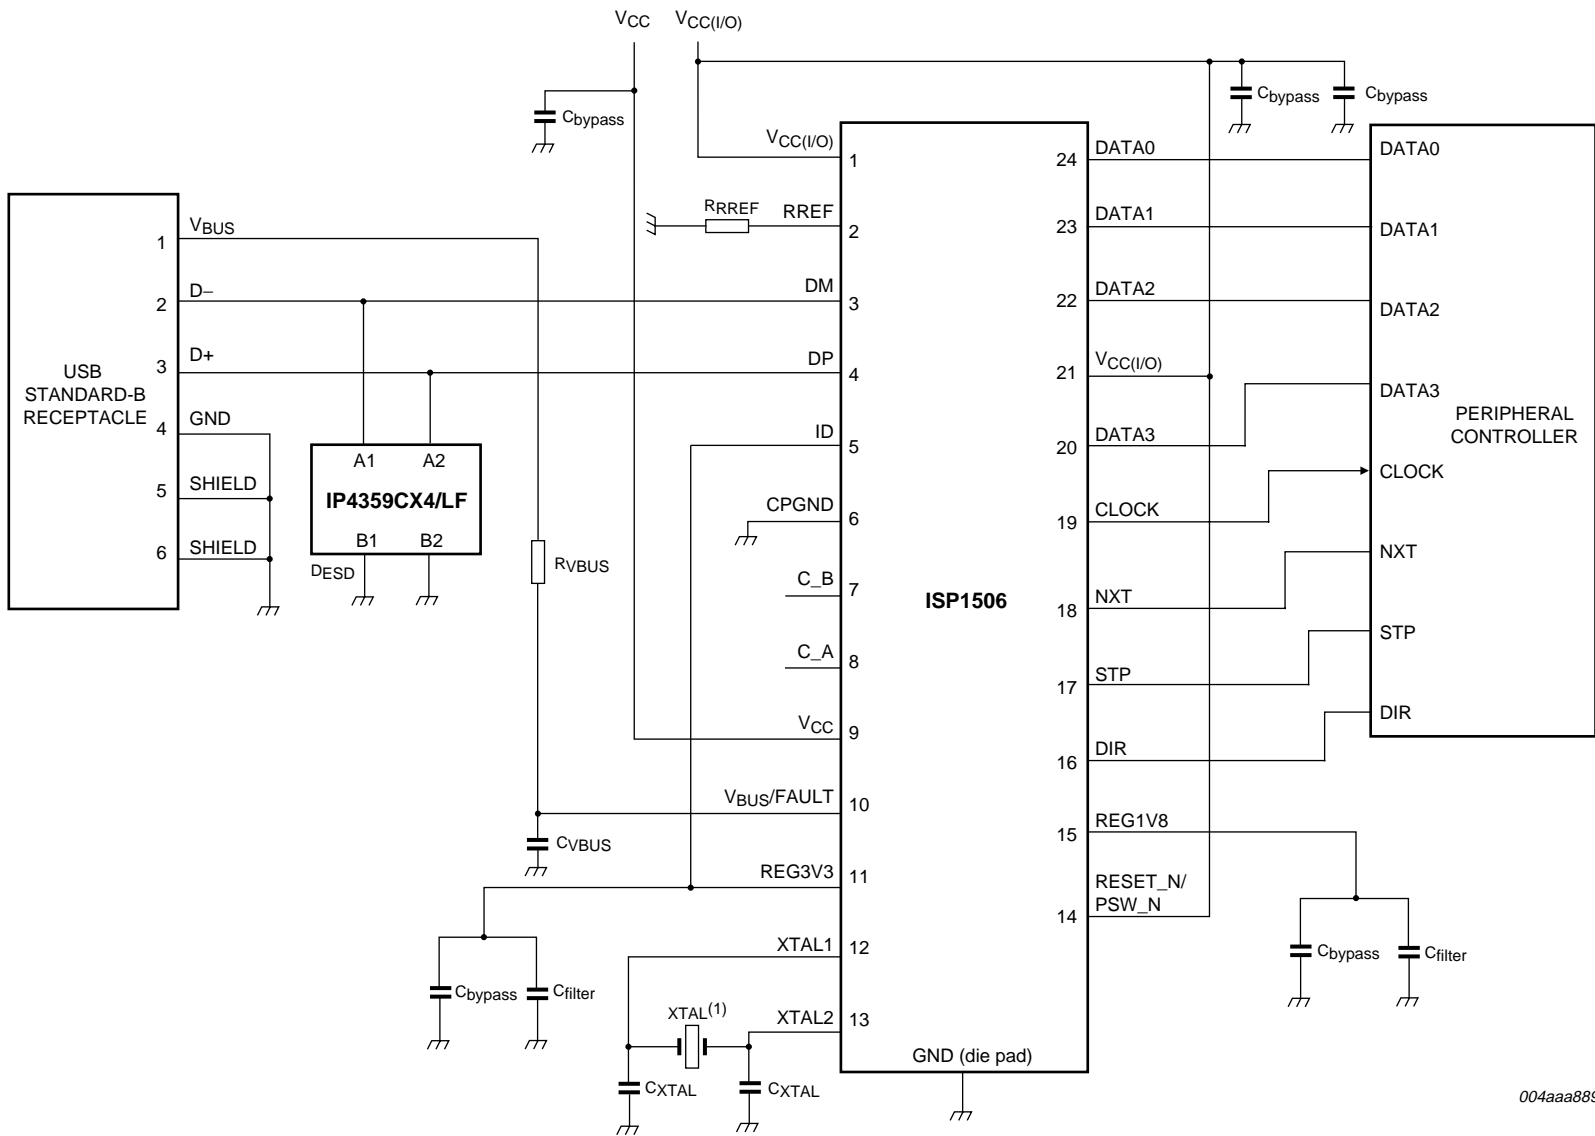 VCC
VCC(I/O)
Cbypass
Cbypass
Cbypass
USB
STANDARD-B
RECEPTACLE
1
VBUS
2
D−
3
D+
4
GND
5
SHIELD
6
SHIELD
A1
A2
IP4359CX4/LF
B1
B2
DESD
RVBUS
CVBUS
RRREF
VCC(I/O)
1
RREF
2
DM
3
DP
4
ID
5
CPGND
6
C_B
7
C_A
8
VCC
9
VBUS/FAULT
10
REG3V3
11
XTAL1
12
XTAL2
13
Cbypass
Cfilter
XTAL(1)
CXTAL
CXTAL
ISP1506
GND (die pad)
24
DATA0
23
DATA1
22
DATA2
21
VCC(I/O)
20
DATA3
19
CLOCK
18
NXT
17
STP
16
DIR
15
REG1V8
RESET_N/
PSW_N
14
Cbypass
Cfilter
DATA0
DATA1
DATA2
DATA3
PERIPHERAL
CONTROLLER
CLOCK
NXT
STP
DIR
004aaa889